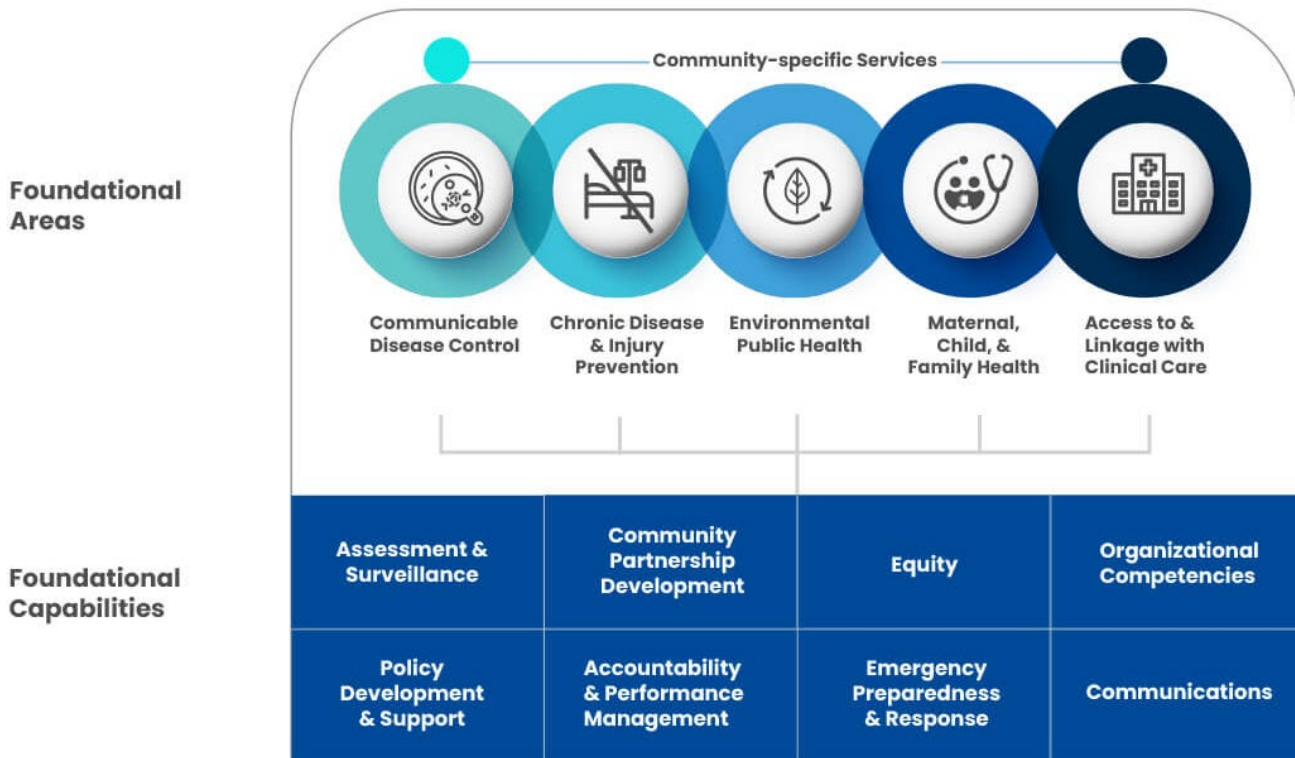 Community-specific Services
Foundational
Areas
Communicable
Disease Control
Chronic Disease
& Injury
Prevention
Environmental
Public Health
Maternal,
Child, &
Family Health
Access to &
Linkage with
Clinical Care
Foundational
Capabilities
Assessment &
Surveillance
Community
Partnership
Development
Equity
Organizational
Competencies
Policy
Development
& Support
Accountability
& Performance
Management
Emergency
Preparedness
& Response
Communications